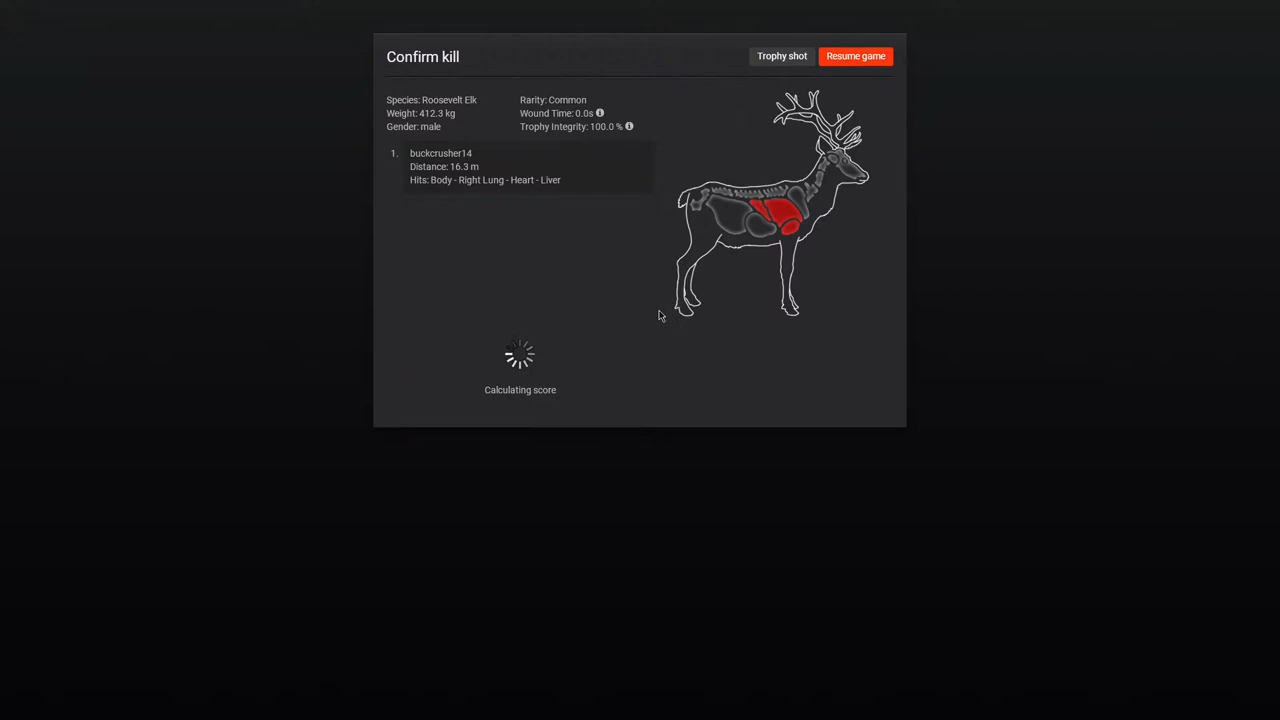 Confirm kill
Trophy shot
Resume game
Species: Roosevelt Elk
Weight: 412.3 kg
Gender: male
Rarity: Common
Wound Time: 0.0s
Trophy Integrity: 100.0 %
1. buckcrusher14
Distance: 16.3 m
Hits: Body - Right Lung - Heart - Liver
Calculating score